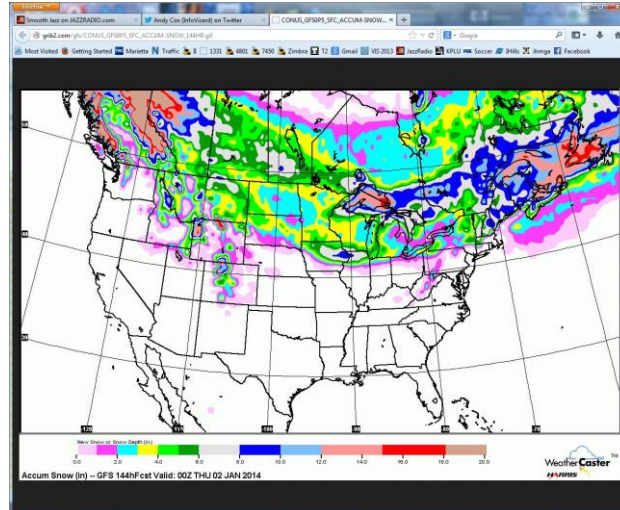 Firefox
Smooth Jazz on JAZZRADIO.com
Andy Cox (InfoWizard) on Twitter
CONUS_GFS0P5_SFC_ACCUM-SNOW...
grib2.com/gfs/CONUS_GFS0P5_SFC_ACCUM-SNOW_144HR.gif
Google
Most Visited Getting Started Marietta Traffic 8 1331 4801 7450 Zimbra T2 Gmail VIS 2013 JazzRadio KPLU Soccer IHills ihmga Facebook
New Snow or Snow Depth (in)
0.0 2.0 4.0 6.0 8.0 10.0 12.0 14.0 16.0 20.0
Accum Snow (in) -- GFS 144hFcst Valid: 00Z THU 02 JAN 2014
WeatherCaster TM
HARRIS